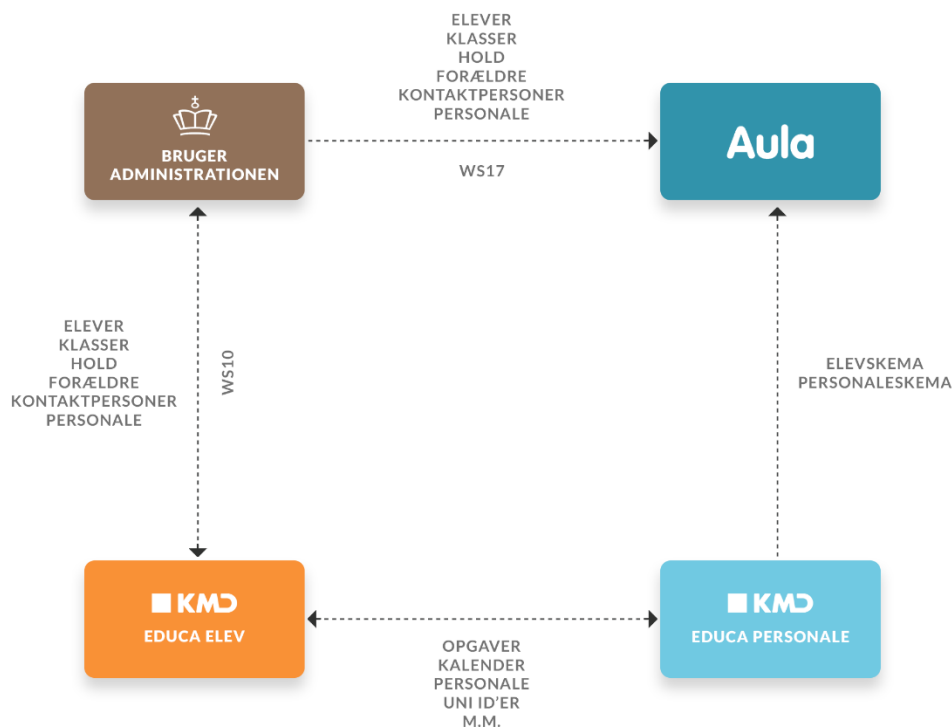 ELEVER
KLASSER
HOLD
FORÆLDRE
KONTAKTPERSONER
PERSONALE
BRUGER
ADMINISTRATIONEN
WS17
Aula
ELEVER
KLASSER
HOLD
FORÆLDRE
KONTAKTPERSONER
PERSONALE
WS10
ELEVSKEMA
PERSONALESKEMA
KMD
EDUCA ELEV
KMD
EDUCA PERSONALE
OPGAVER
KALENDER
PERSONALE
UNI ID’ER
M.M.